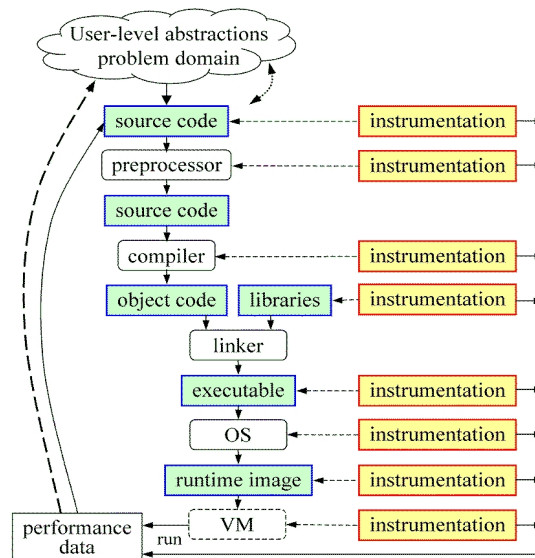 User-level abstractions
problem domain
source code
instrumentation
preprocessor
instrumentation
source code
compiler
instrumentation
object code
libraries
instrumentation
linker
executable
instrumentation
OS
instrumentation
runtime image
instrumentation
VM
instrumentation
run
performance
data